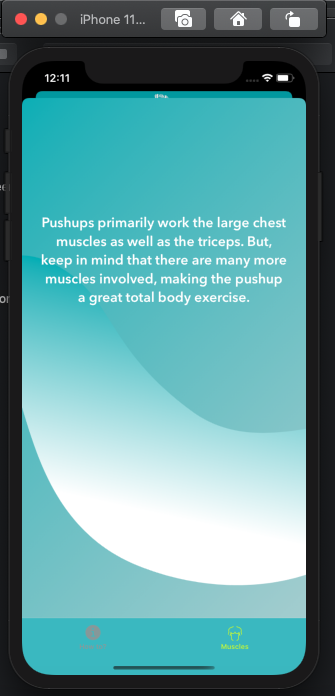 iPhone 11...
12:11
Pushups primarily work the large chest
muscles as well as the triceps. But,
keep in mind that there are many more
muscles involved, making the pushup
a great total body exercise.
Muscles